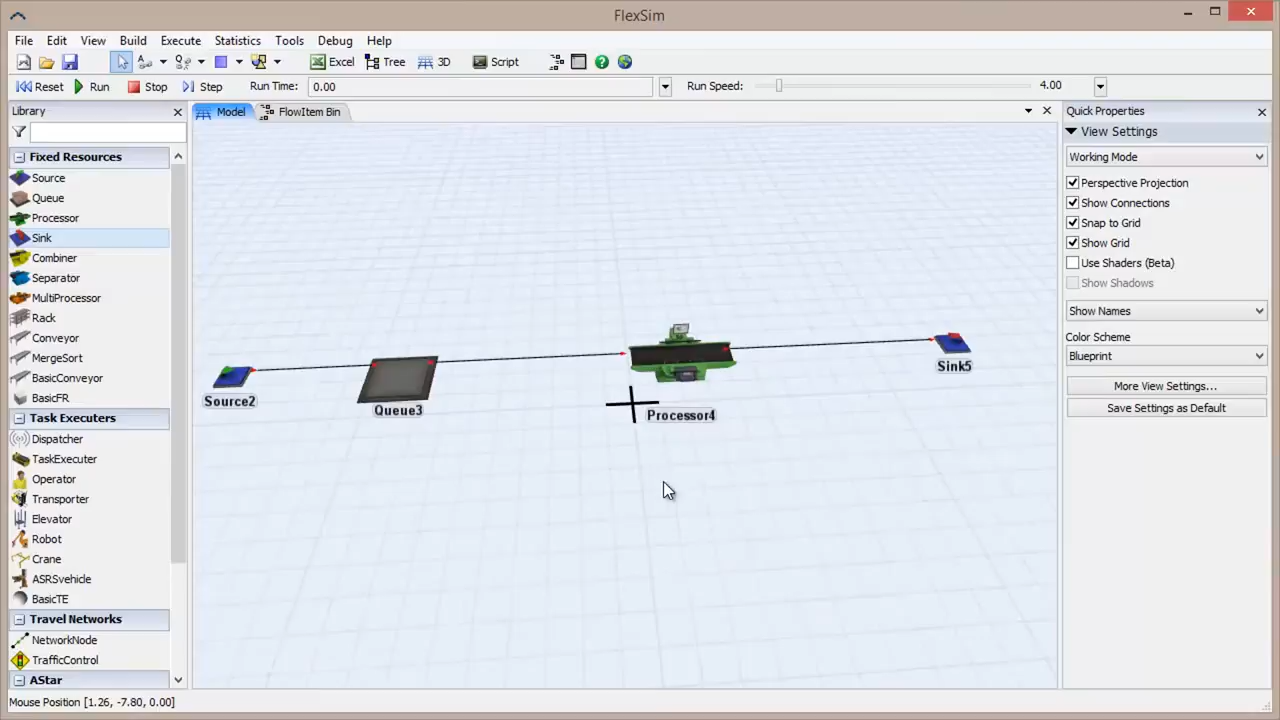 FlexSim
File Edit View Build Execute Statistics Tools Debug Help
Excel Tree 3D Script
Reset Run Stop Step Run Time: 0.00 Run Speed: 4.00
Library
Model FlowItem Bin
Quick Properties
View Settings
Fixed Resources
Source
Queue
Processor
Sink
Combiner
Separator
MultiProcessor
Rack
Conveyor
MergeSort
BasicConveyor
BasicFR
Task Executers
Dispatcher
TaskExecuter
Operator
Transporter
Elevator
Robot
Crane
ASRSvehicle
BasicTE
Travel Networks
NetworkNode
TrafficControl
AStar
Source2
Queue3
Processor4
Sink5
Working Mode
Perspective Projection
Show Connections
Snap to Grid
Show Grid
Use Shaders (Beta)
Show Shadows
Show Names
Color Scheme
Blueprint
More View Settings...
Save Settings as Default
Mouse Position [1.26, -7.80, 0.00]